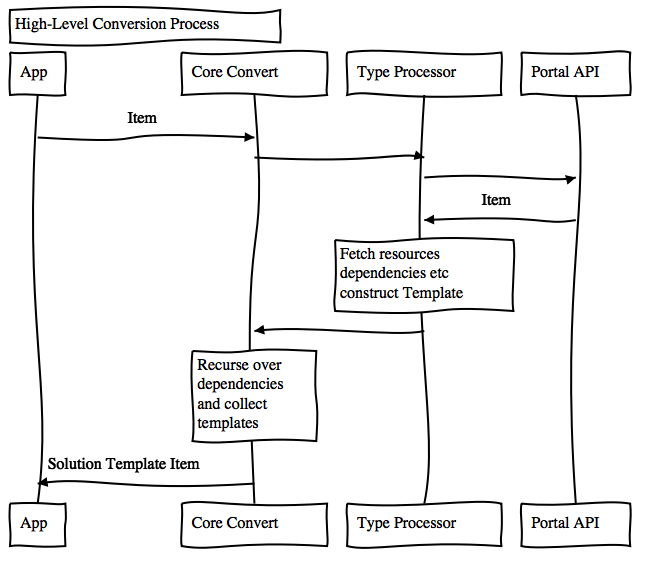 High-Level Conversion Process
App
Core Convert
Type Processor
Portal API
Item
Item
Fetch resources
dependencies etc
construct Template
Recurse over
dependencies
and collect
templates
Solution Template Item
App
Core Convert
Type Processor
Portal API